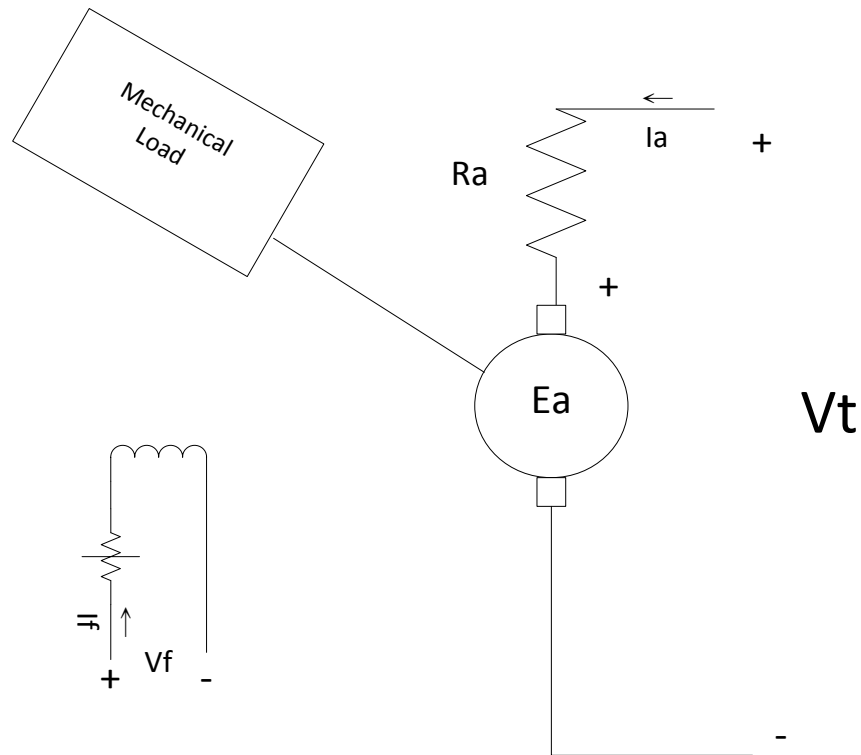 Mechanical
Load
Ia
+
Ra
+
Ea
Vt
If
Vf
+ -
-